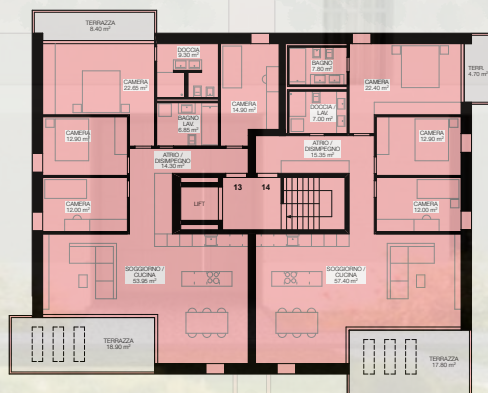 TERRAZZA
8.40 m²
DOCCIA
9.30 m²
BAGNO
7.80 m²
TERR.
4.70 m²
CAMERA
22.65 m²
CAMERA
14.90 m²
CAMERA
22.40 m²
BAGNO
LAV.
6.85 m²
DOCCIA /
LAV.
7.00 m²
CAMERA
12.90 m²
CAMERA
12.90 m²
ATRIO /
DISIMPEGNO
14.30 m²
ATRIO /
DISIMPEGNO
15.35 m²
13
14
CAMERA
12.00 m²
LIFT
CAMERA
12.00 m²
SOGGIORNO /
CUCINA
53.95 m²
SOGGIORNO /
CUCINA
57.40 m²
TERRAZZA
18.90 m²
TERRAZZA
17.80 m²